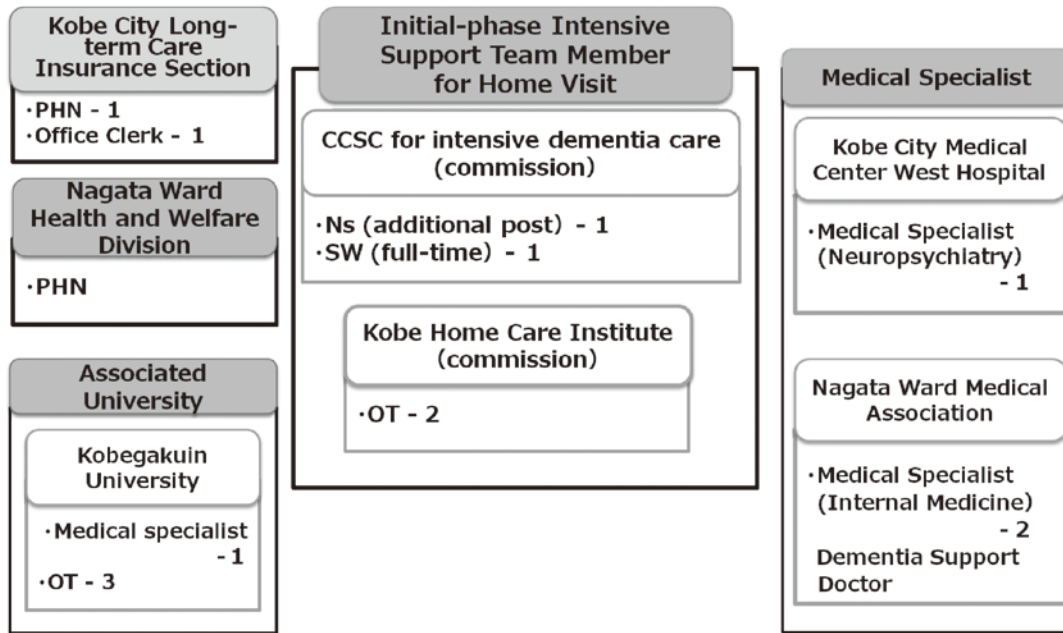 Kobe City Long-
term Care
Insurance Section
・PHN - 1
・Office Clerk - 1
Nagata Ward
Health and Welfare
Division
・PHN
Associated
University
Kobegakuin
University
・Medical specialist
- 1
・OT - 3
Initial-phase Intensive
Support Team Member
for Home Visit
CCSC for intensive dementia care
(commission)
・Ns (additional post) - 1
・SW (full-time) - 1
Kobe Home Care Institute
(commission)
・OT - 2
Medical Specialist
Kobe City Medical
Center West Hospital
・Medical Specialist
(Neuropsychiatry)
- 1
Nagata Ward Medical
Association
・Medical Specialist
(Internal Medicine)
- 2
Dementia Support
Doctor